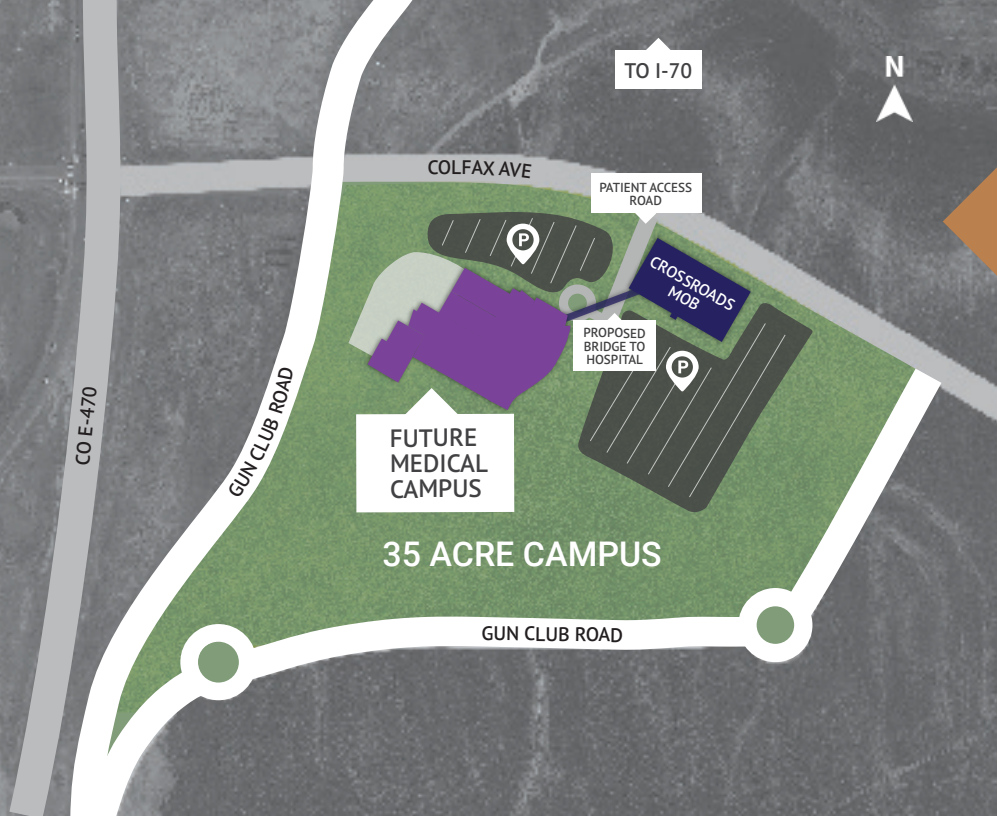 TO I-70
N
COLFAX AVE
PATIENT ACCESS
ROAD
P
CROSSROADS
MOB
PROPOSED
BRIDGE TO
HOSPITAL
P
CO E-470
GUN CLUB ROAD
FUTURE
MEDICAL
CAMPUS
35 ACRE CAMPUS
GUN CLUB ROAD